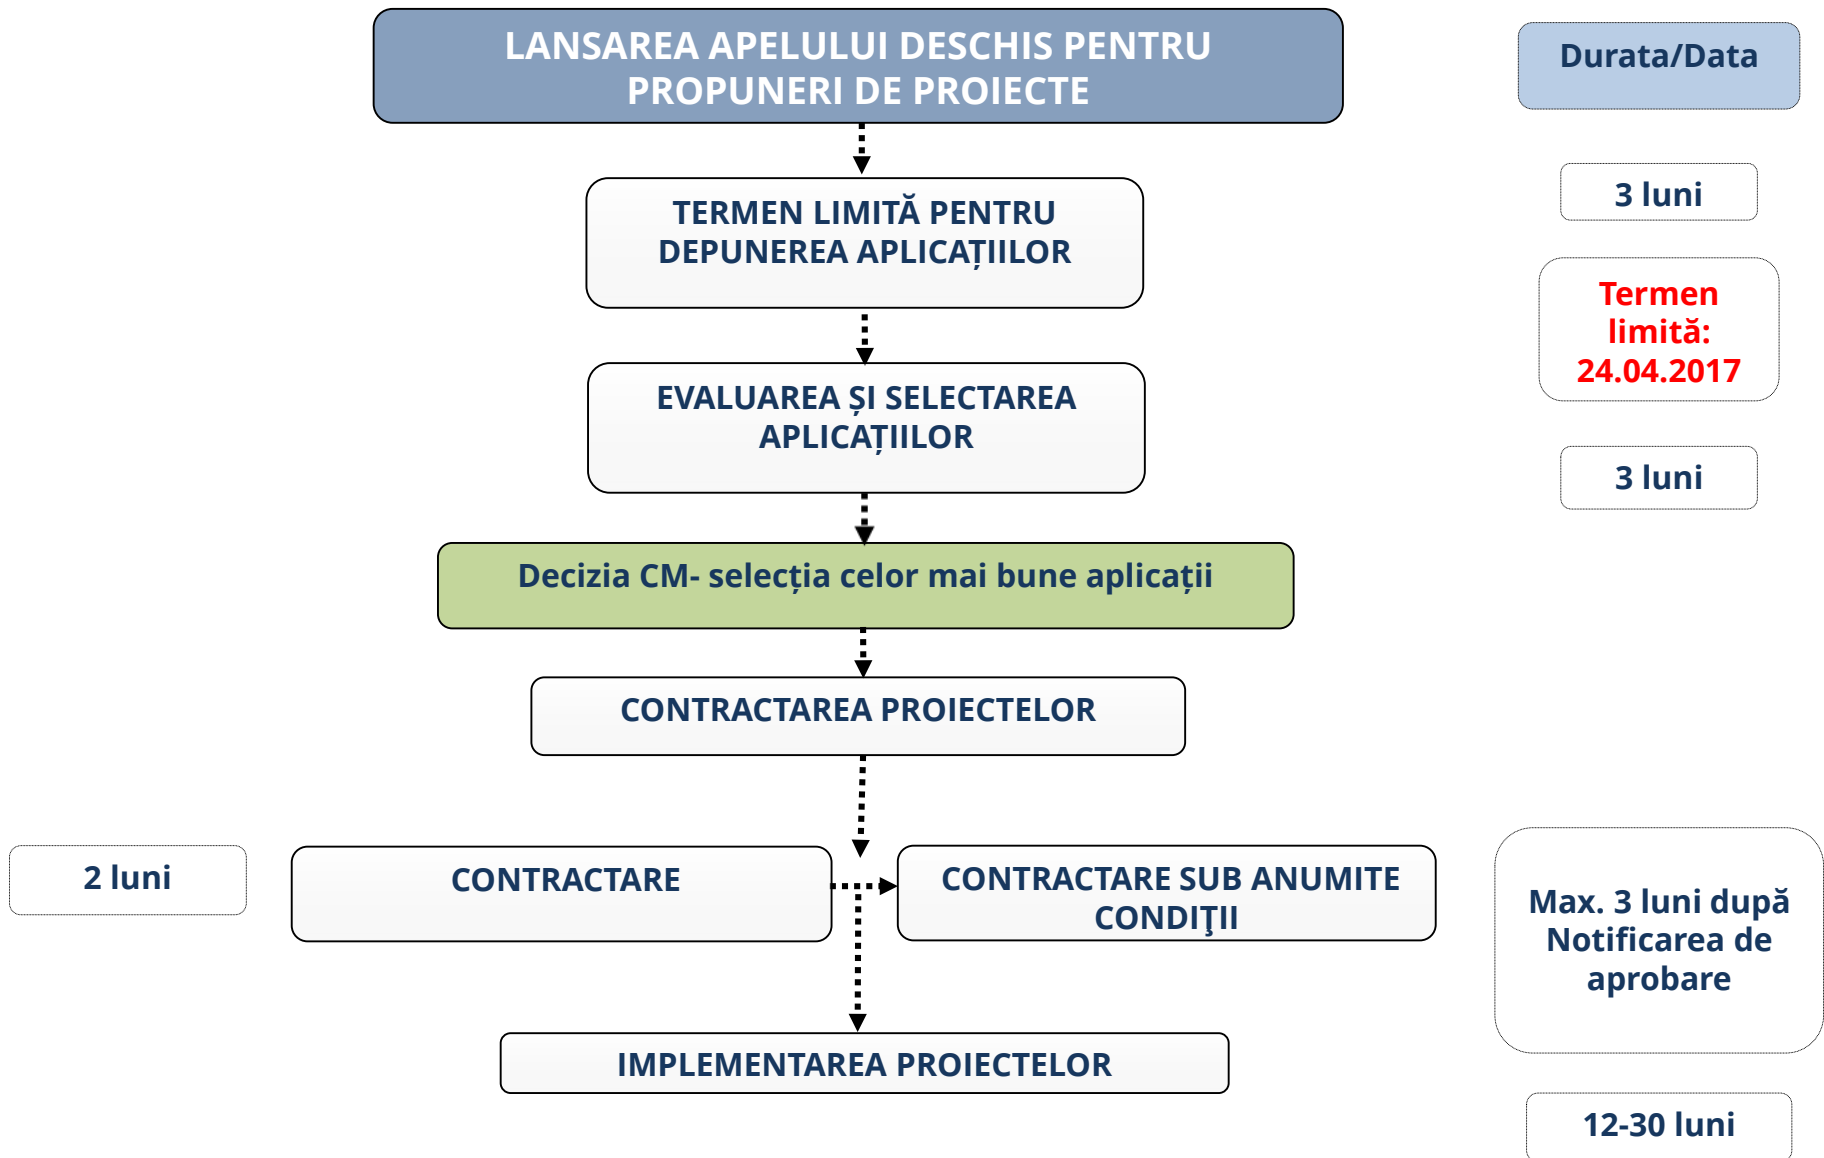 LANSAREA APELULUI DESCHIS PENTRU
PROPUNERI DE PROIECTE
Durata/Data
3 luni
TERMEN LIMITĂ PENTRU
DEPUNEREA APLICAȚIILOR
Termen
limită:
24.04.2017
EVALUAREA ȘI SELECTAREA
APLICAȚIILOR
3 luni
Decizia CM- selecția celor mai bune aplicații
CONTRACTAREA PROIECTELOR
2 luni
CONTRACTARE
CONTRACTARE SUB ANUMITE
CONDIŢII
Max. 3 luni după
Notificarea de
aprobare
IMPLEMENTAREA PROIECTELOR
12-30 luni